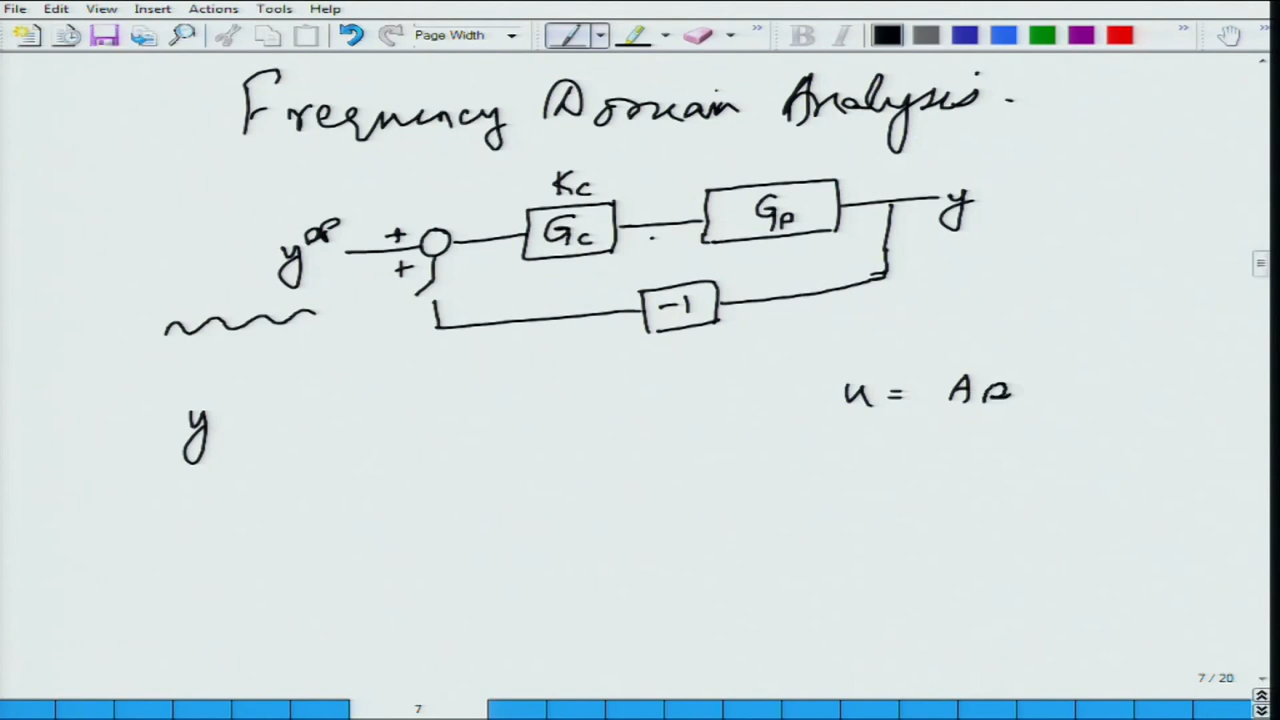 File Edit View Insert Actions Tools Help
Page Width
Frequency Domain Analysis.
Kc
Gc
Gp
y
y
+
+
-1
u = A
y
7 / 20
7